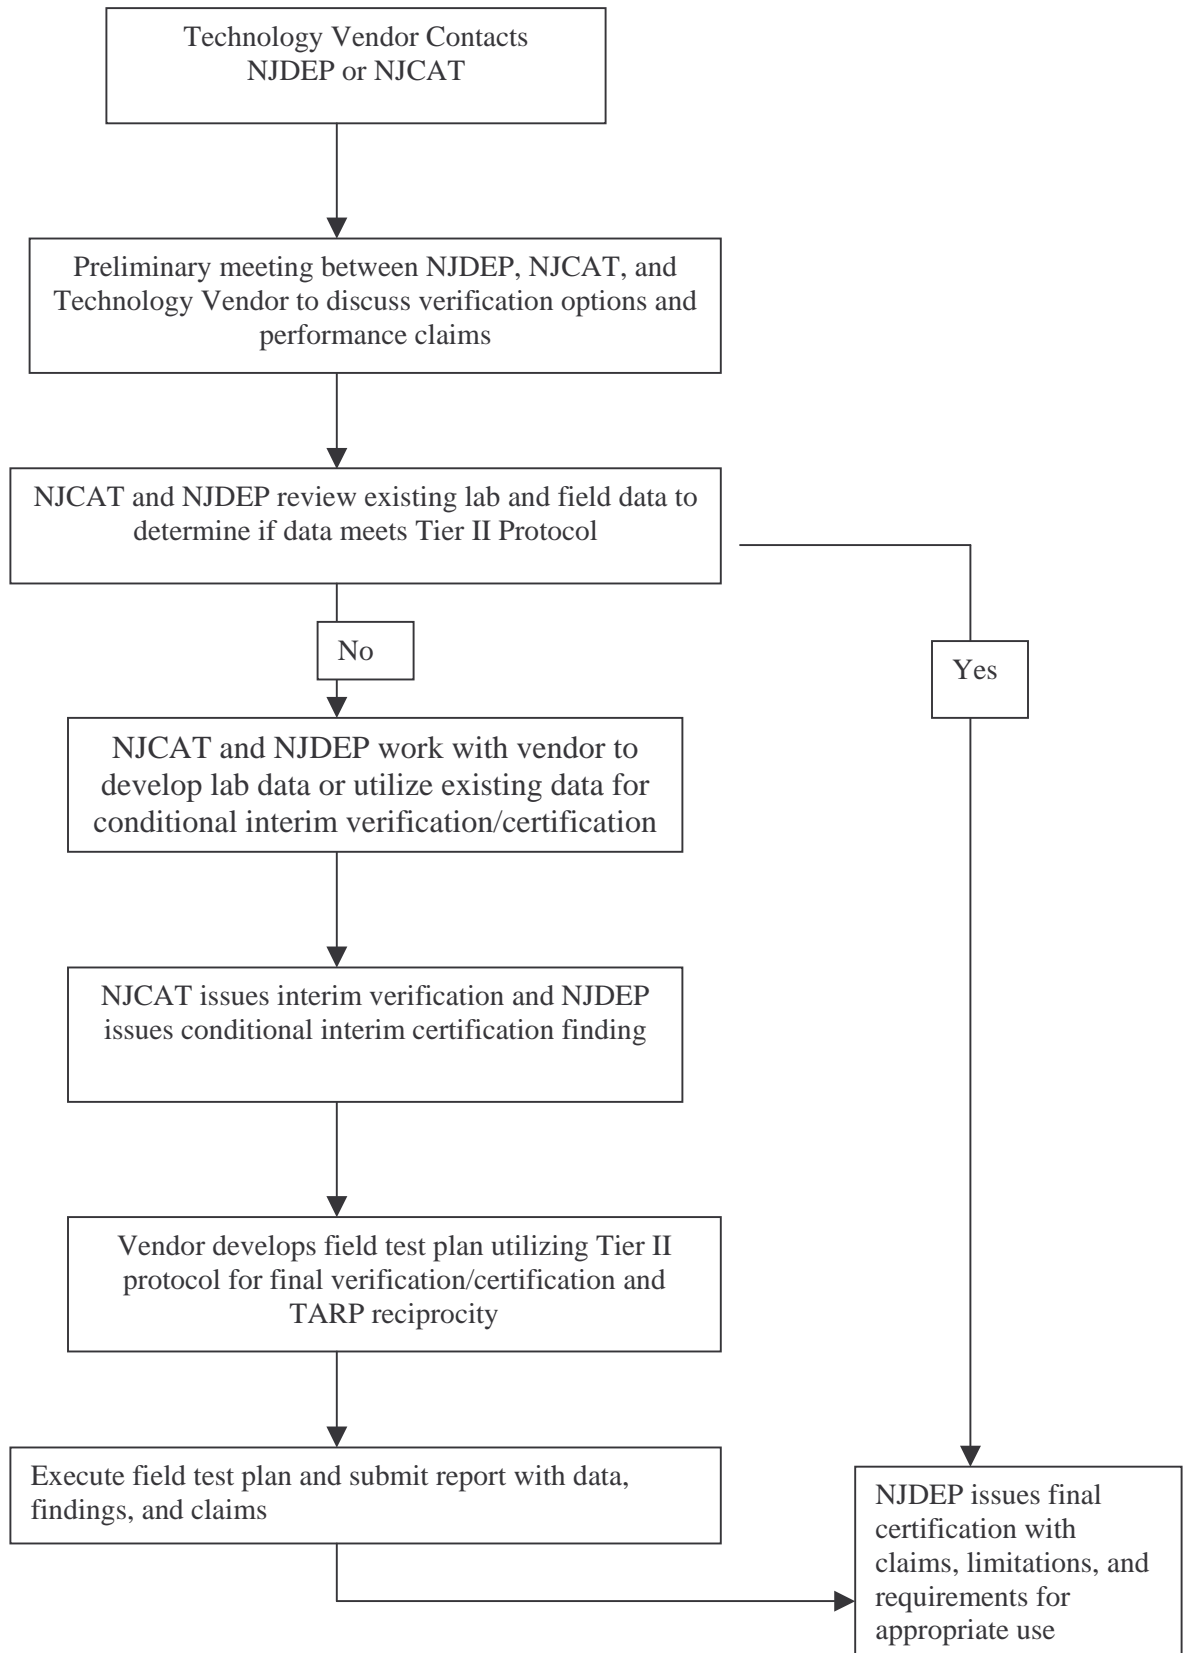 Technology Vendor Contacts
NJDEP or NJCAT
Preliminary meeting between NJDEP, NJCAT, and
Technology Vendor to discuss verification options and
performance claims
NJCAT and NJDEP review existing lab and field data to
determine if data meets Tier II Protocol
No
Yes
NJCAT and NJDEP work with vendor to
develop lab data or utilize existing data for
conditional interim verification/certification
NJCAT issues interim verification and NJDEP
issues conditional interim certification finding
Vendor develops field test plan utilizing Tier II
protocol for final verification/certification and
TARP reciprocity
Execute field test plan and submit report with data,
findings, and claims
NJDEP issues final
certification with
claims, limitations, and
requirements for
appropriate use